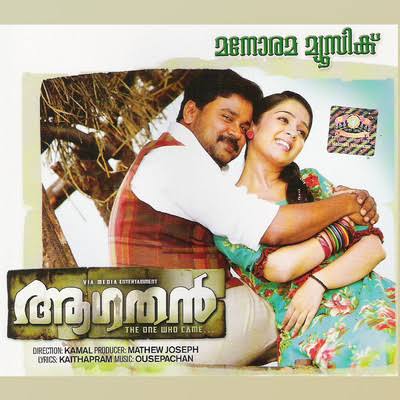 മനോരമ മ്യൂസിക്
VIA MEDIA ENTERTAINMENT
ആഗതൻ
THE ONE WHO CAME...
DIRECTION: KAMAL PRODUCER: MATHEW JOSEPH
LYRICS: KAITHAPRAM MUSIC: OUSEPACHAN